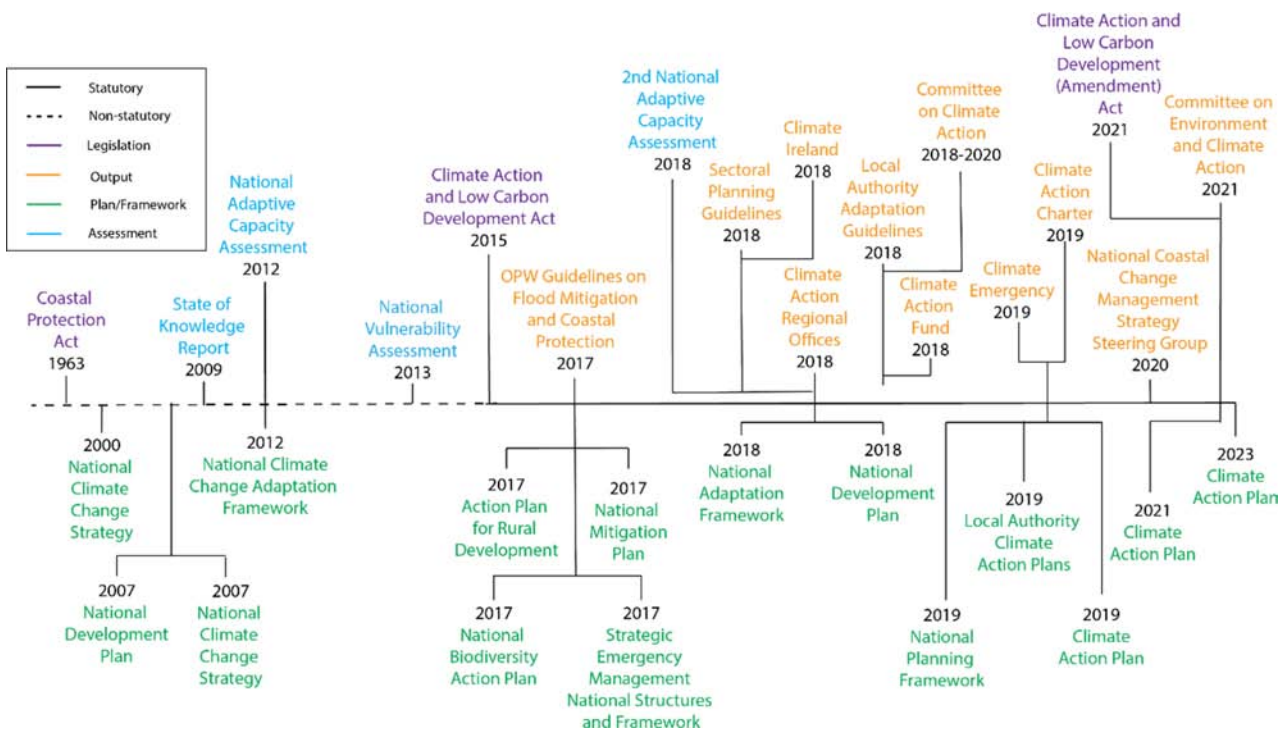 Statutory
Non-statutory
Legislation
Output
Plan/Framework
Assessment
Coastal
Protection
Act
1963
State of
Knowledge
Report
2009
National
Adaptive
Capacity
Assessment
2012
National
Vulnerability
Assessment
2013
Climate Action
and Low Carbon
Development Act
2015
OPW Guidelines on
Flood Mitigation
and Coastal
Protection
2017
2nd National
Adaptive
Capacity
Assessment
2018
Sectoral
Planning
Guidelines
2018
Climate
Ireland
2018
Climate
Action
Regional
Offices
2018
Local
Authority
Adaptation
Guidelines
2018
Committee
on Climate
Action
2018-2020
Climate
Action
Fund
2018
Climate
Emergency
2019
Climate
Action
Charter
2019
Climate Action and
Low Carbon
Development
(Amendment)
Act
2021
National Coastal
Change
Management
Strategy
Steering Group
2020
Committee on
Environment
and Climate
Action
2021
2000
National
Climate
Change
Strategy
2007
National
Development
Plan
2007
National
Climate
Change
Strategy
2012
National Climate
Change Adaptation
Framework
2017
Action Plan
for Rural
Development
2017
National
Mitigation
Plan
2017
National
Biodiversity
Action Plan
2017
Strategic
Emergency
Management
National Structures
and Framework
2018
National
Adaptation
Framework
2018
National
Development
Plan
2019
National
Planning
Framework
2019
Local Authority
Climate
Action Plans
2019
Climate
Action Plan
2021
Climate
Action Plan
2023
Climate
Action Plan